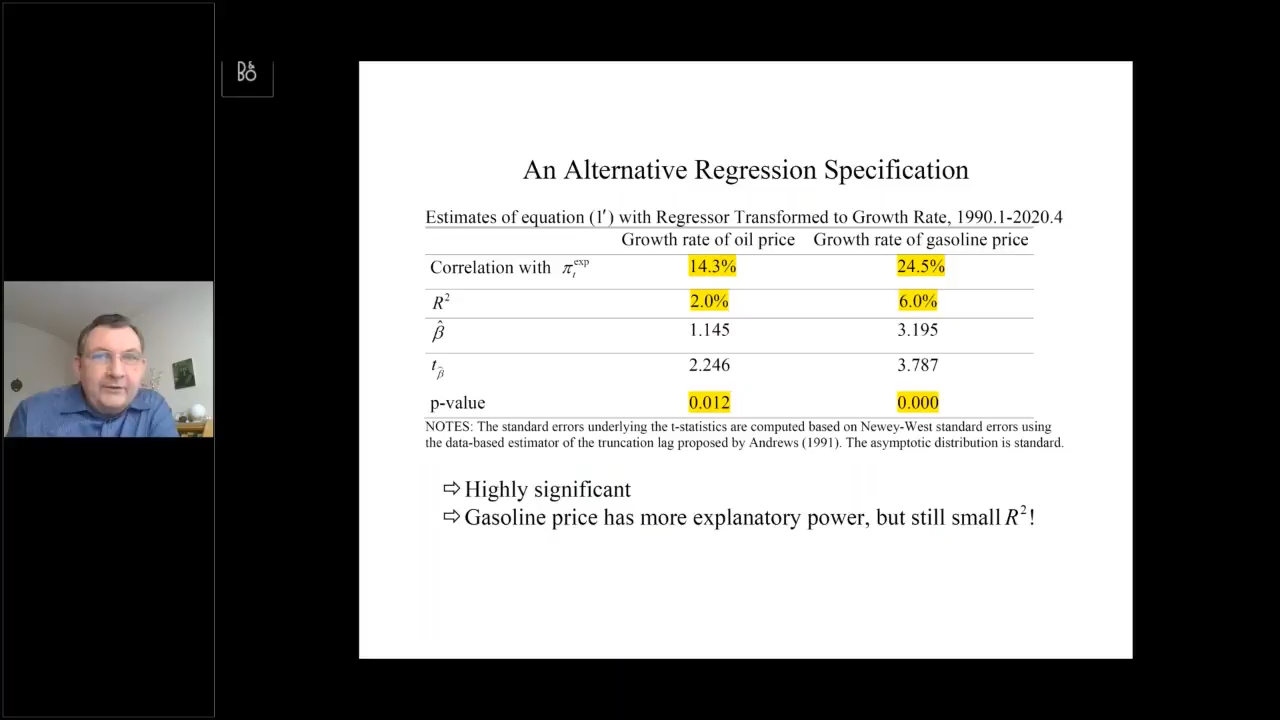 D&
BO
An Alternative Regression Specification
Estimates of equation (1′) with Regressor Transformed to Growth Rate, 1990.1-2020.4
Growth rate of oil price Growth rate of gasoline price
Correlation with π_t^exp 14.3% 24.5%
R² 2.0% 6.0%
β̂ 1.145 3.195
t_β̂ 2.246 3.787
p-value 0.012 0.000
NOTES: The standard errors underlying the t-statistics are computed based on Newey-West standard errors using
the data-based estimator of the truncation lag proposed by Andrews (1991). The asymptotic distribution is standard.
⇨ Highly significant
⇨ Gasoline price has more explanatory power, but still small R²!